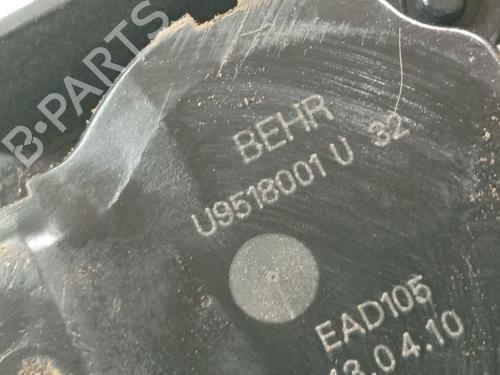 B-PARTS
BEHR
U9518001 U 32
EAD105
13.04.10